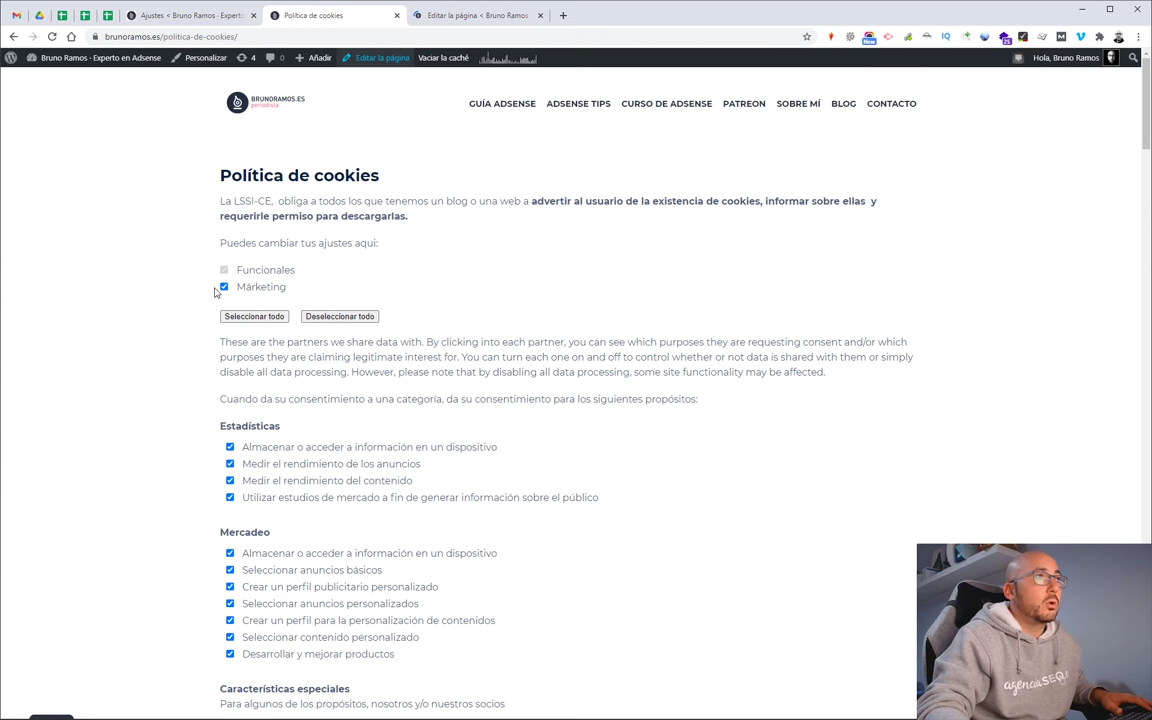 Ajustes < Bruno Ramos - Experto
Política de cookies
Editar la página < Bruno Ramos
brunoramos.es/politica-de-cookies/
New
25
Bruno Ramos · Experto en Adsense
Personalizar
4
0
Añadir
Editar la página
Vaciar la caché
Hola, Bruno Ramos
BRUNORAMOS.ES
periodista
GUÍA ADSENSE
ADSENSE TIPS
CURSO DE ADSENSE
PATREON
SOBRE MÍ
BLOG
CONTACTO
Política de cookies
La LSSI-CE, obliga a todos los que tenemos un blog o una web a advertir al usuario de la existencia de cookies, informar sobre ellas y
requerirle permiso para descargarlas.
Puedes cambiar tus ajustes aqui:
Funcionales
Márketing
Seleccionar todo
Deseleccionar todo
These are the partners we share data with. By clicking into each partner, you can see which purposes they are requesting consent and/or which
purposes they are claiming legitimate interest for. You can turn each one on and off to control whether or not data is shared with them or simply
disable all data processing. However, please note that by disabling all data processing, some site functionality may be affected.
Cuando da su consentimiento a una categoría, da su consentimiento para los siguientes propósitos:
Estadísticas
Almacenar o acceder a información en un dispositivo
Medir el rendimiento de los anuncios
Medir el rendimiento del contenido
Utilizar estudios de mercado a fin de generar información sobre el público
Mercadeo
Almacenar o acceder a información en un dispositivo
Seleccionar anuncios básicos
Crear un perfil publicitario personalizado
Seleccionar anuncios personalizados
Crear un perfil para la personalización de contenidos
Seleccionar contenido personalizado
Desarrollar y mejorar productos
Características especiales
Para algunos de los propósitos, nosotros y/o nuestros socios
agenciaSEO